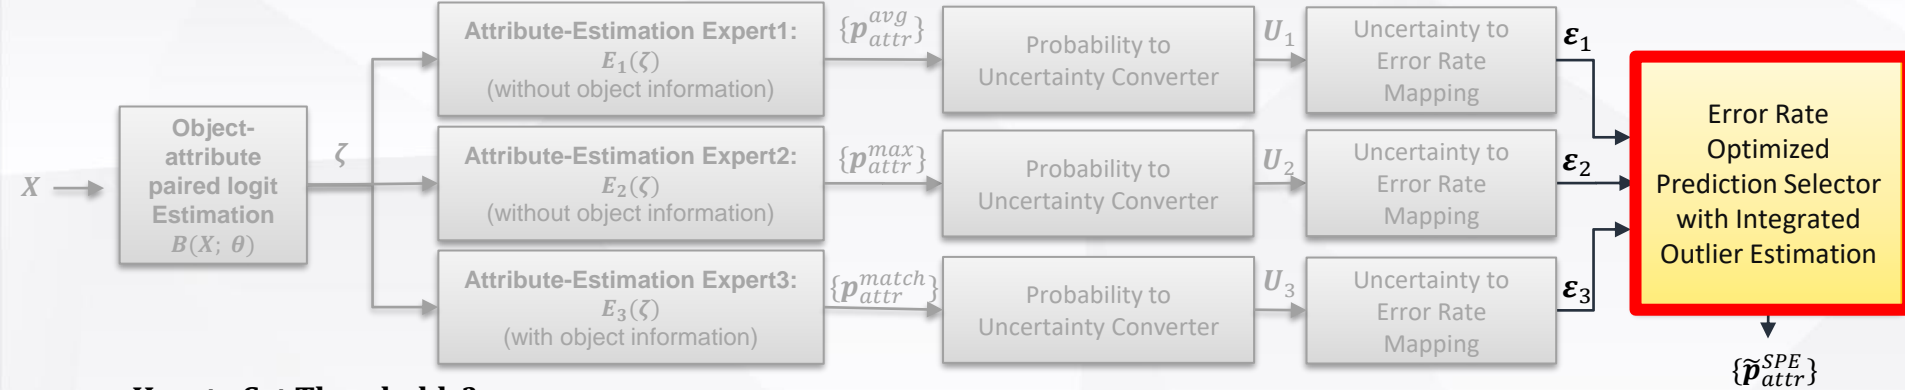 X
Object-
attribute
paired logit
Estimation
B(X; θ)
ζ
Attribute-Estimation Expert1:
E₁(ζ)
(without object information)
{p_attr^avg}
Probability to
Uncertainty Converter
U₁
Uncertainty to
Error Rate
Mapping
ε₁
Attribute-Estimation Expert2:
E₂(ζ)
(without object information)
{p_attr^max}
Probability to
Uncertainty Converter
U₂
Uncertainty to
Error Rate
Mapping
ε₂
Attribute-Estimation Expert3:
E₃(ζ)
(with object information)
{p_attr^match}
Probability to
Uncertainty Converter
U₃
Uncertainty to
Error Rate
Mapping
ε₃
Error Rate
Optimized
Prediction Selector
with Integrated
Outlier Estimation
{p̃_attr^SPE}